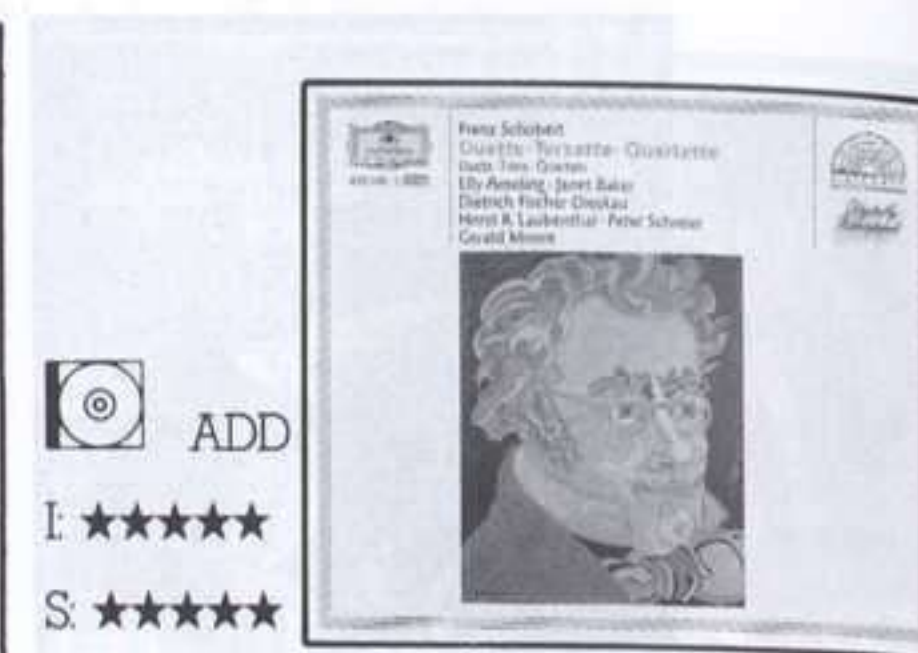 Franz Schubert
Duette · Terzette · Quartette
Duets · Trios · Quartets
Elly Ameling · Janet Baker
Dietrich Fischer-Dieskau
Horst R. Laubenthal · Peter Schreier
Gerald Moore
ADD
I: ★★★★★
S: ★★★★★